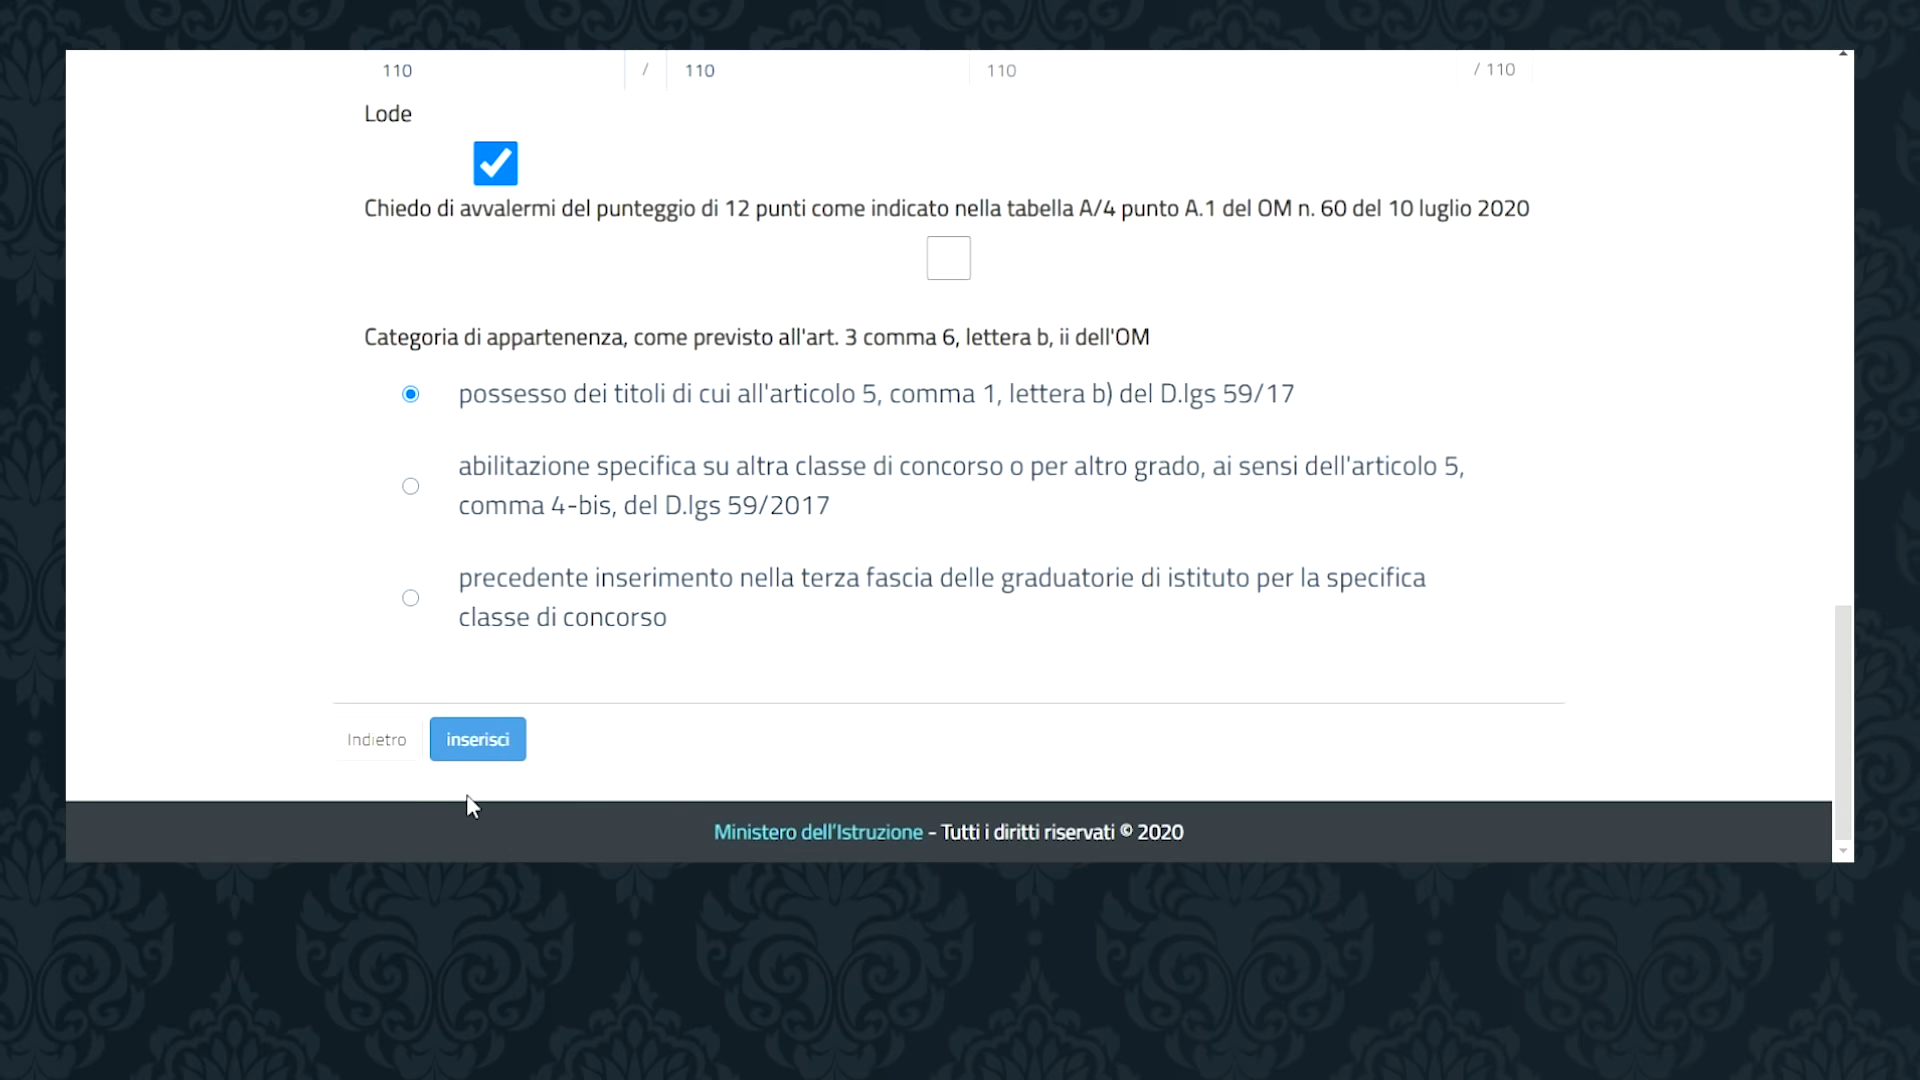 110 / 110 110 / 110
Lode
Chiedo di avvalermi del punteggio di 12 punti come indicato nella tabella A/4 punto A.1 del OM n. 60 del 10 luglio 2020
Categoria di appartenenza, come previsto all'art. 3 comma 6, lettera b, ii dell'OM
possesso dei titoli di cui all'articolo 5, comma 1, lettera b) del D.lgs 59/17
abilitazione specifica su altra classe di concorso o per altro grado, ai sensi dell'articolo 5,
comma 4-bis, del D.lgs 59/2017
precedente inserimento nella terza fascia delle graduatorie di istituto per la specifica
classe di concorso
Indietro inserisci
Ministero dell'Istruzione - Tutti i diritti riservati © 2020